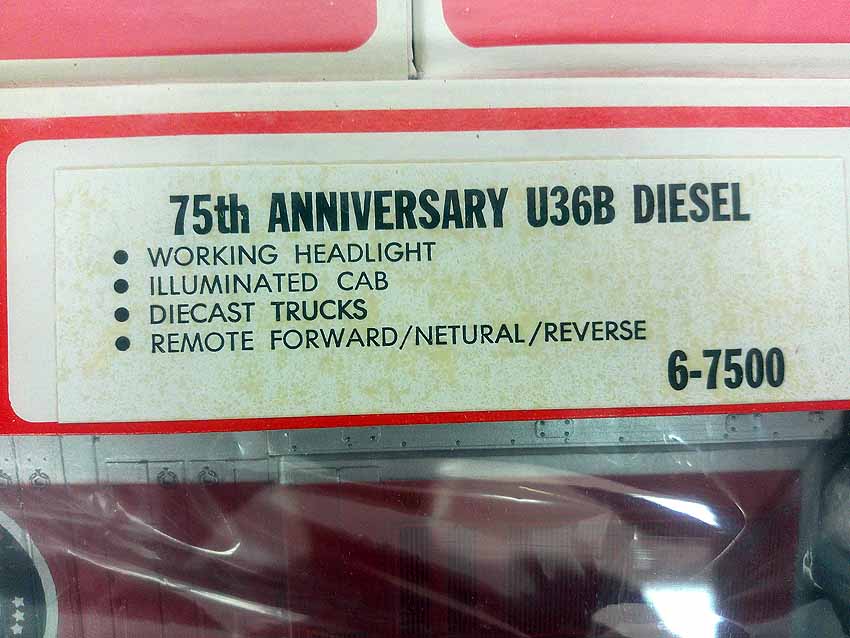 75th ANNIVERSARY U36B DIESEL
• WORKING HEADLIGHT
• ILLUMINATED CAB
• DIECAST TRUCKS
• REMOTE FORWARD/NETURAL/REVERSE
6-7500